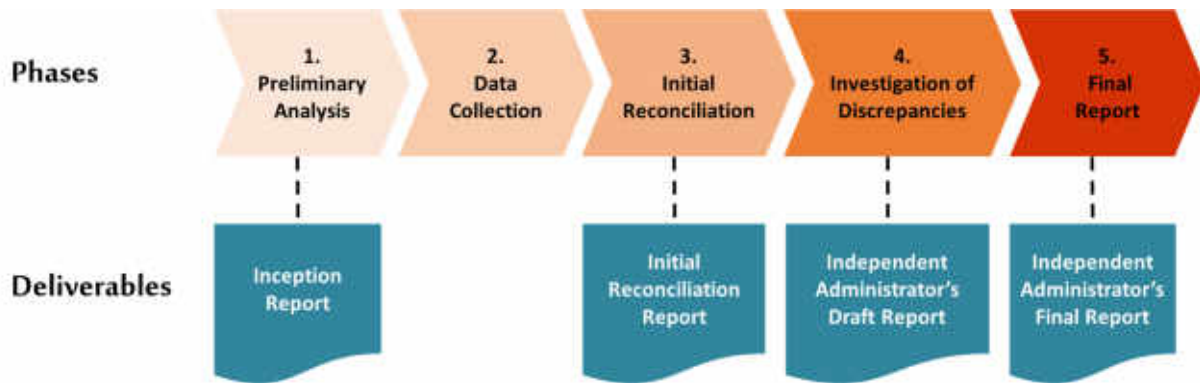 Phases
1.
Preliminary
Analysis
2.
Data
Collection
3.
Initial
Reconciliation
4.
Investigation of
Discrepancies
5.
Final
Report
Deliverables
Inception
Report
Initial
Reconciliation
Report
Independent
Administrator's
Draft Report
Independent
Administrator's
Final Report